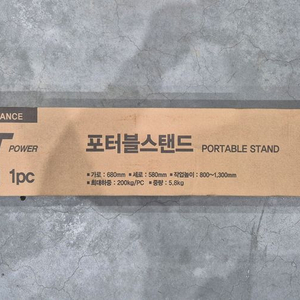 ANCE
T POWER
포터블스탠드 PORTABLE STAND
1pc
▪ 가로 : 680mm ▪ 세로 : 580mm ▪ 작업높이 : 800~1,300mm
▪ 최대하중 : 200kg/PC ▪ 중량 : 5.8kg